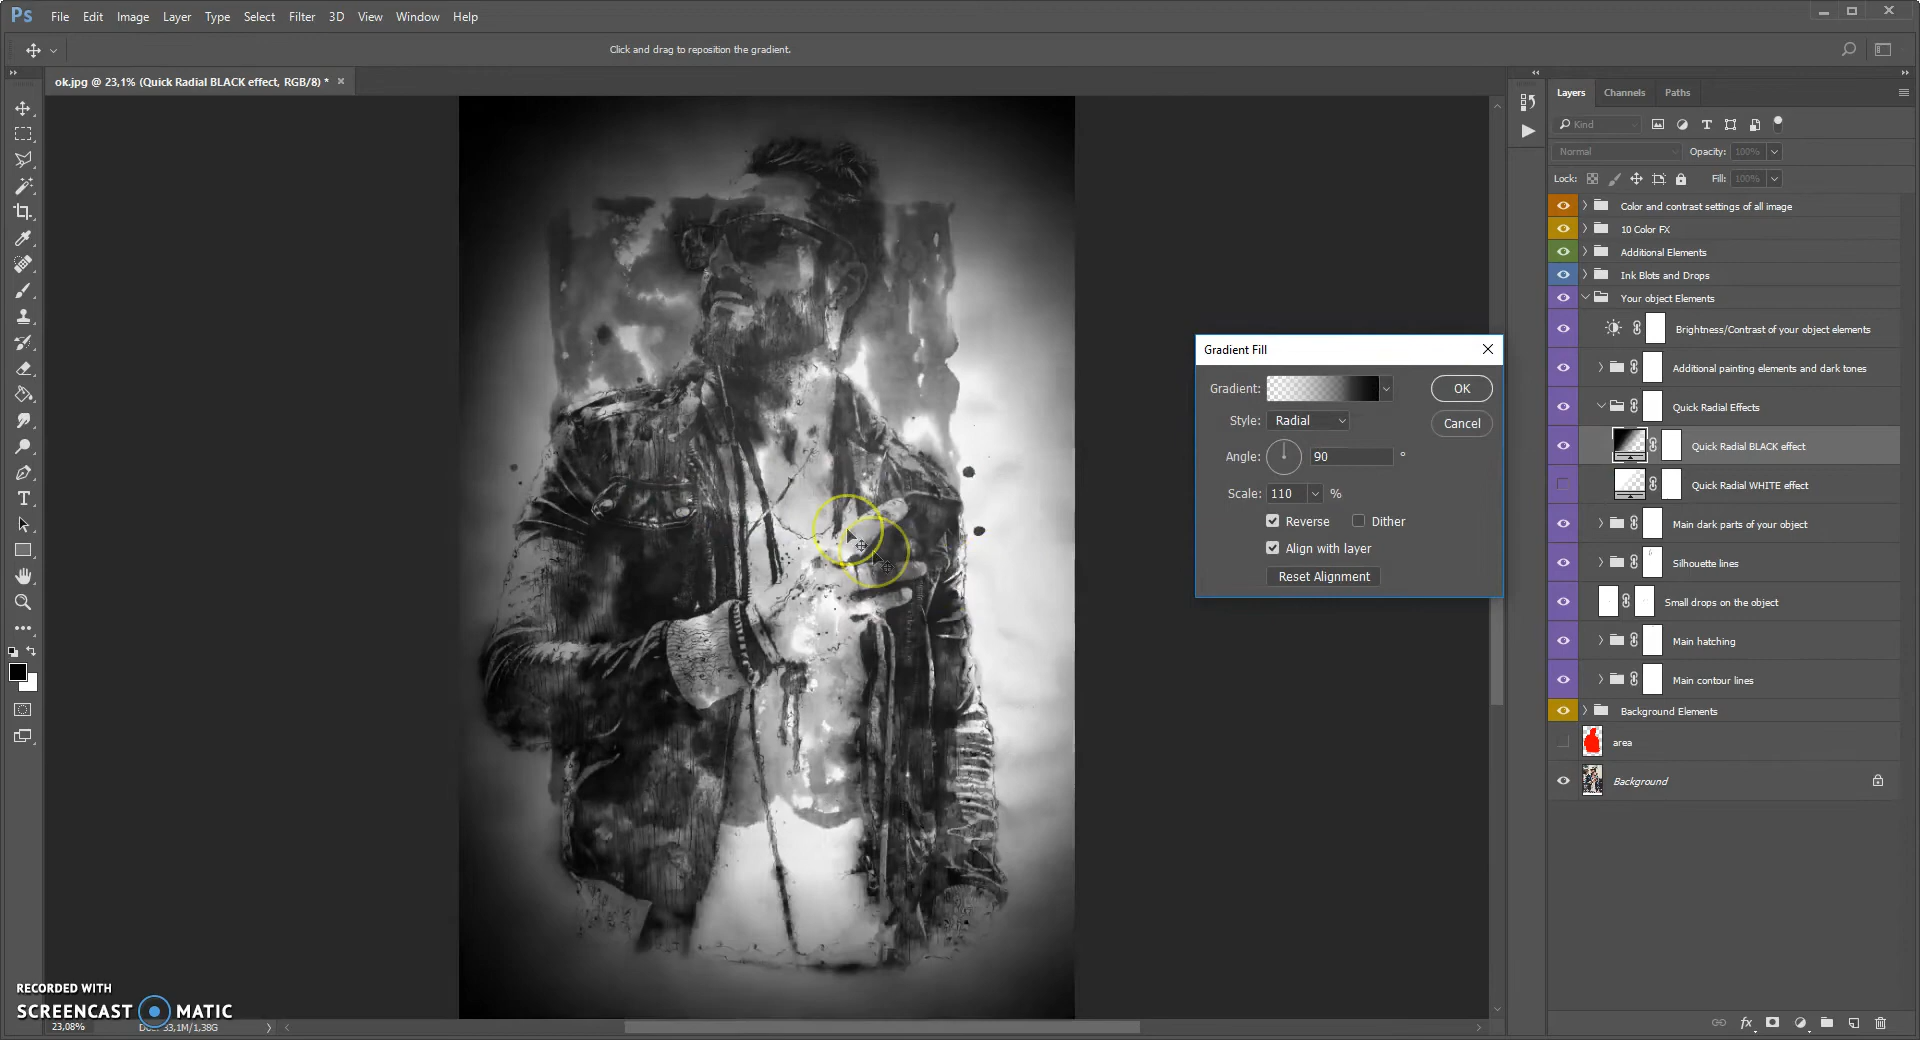 Ps File Edit Image Layer Type Select Filter 3D View Window Help
Click and drag to reposition the gradient.
ok.jpg @ 23,1% (Quick Radial BLACK effect, RGB/8) *
Layers Channels Paths
Kind
Normal Opacity: 100%
Lock: Fill: 100%
Color and contrast settings of all image
10 Color FX
Additional Elements
Ink Blots and Drops
Your object Elements
Brightness/Contrast of your object elements
Additional painting elements and dark tones
Quick Radial Effects
Quick Radial BLACK effect
Quick Radial WHITE effect
Main dark parts of your object
Silhouette lines
Small drops on the object
Main hatching
Main contour lines
Background Elements
area
Background
Gradient Fill
Gradient: OK
Style: Radial Cancel
Angle: 90 °
Scale: 110 %
Reverse Dither
Align with layer
Reset Alignment
RECORDED WITH
SCREENCAST MATIC
23,08% 33,1M/1,38G